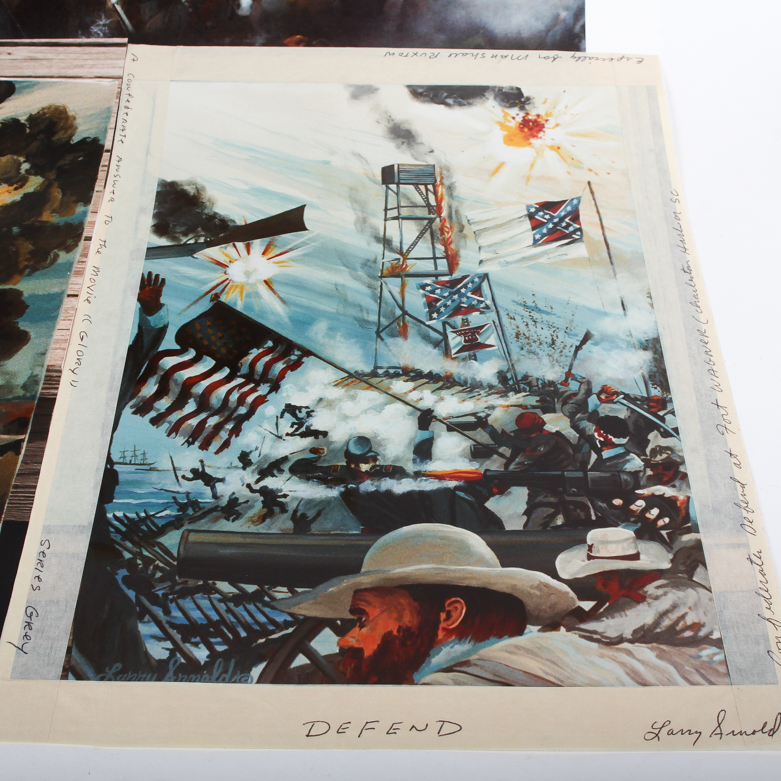 Especially for Marshall Ruxton
A Confederate Answer To The Movie "Glory"
Series Grey
Confederates Defend at Fort WAGNER (Charleston Harbor SC
Larry Arnold
DEFEND
Larry Arnold